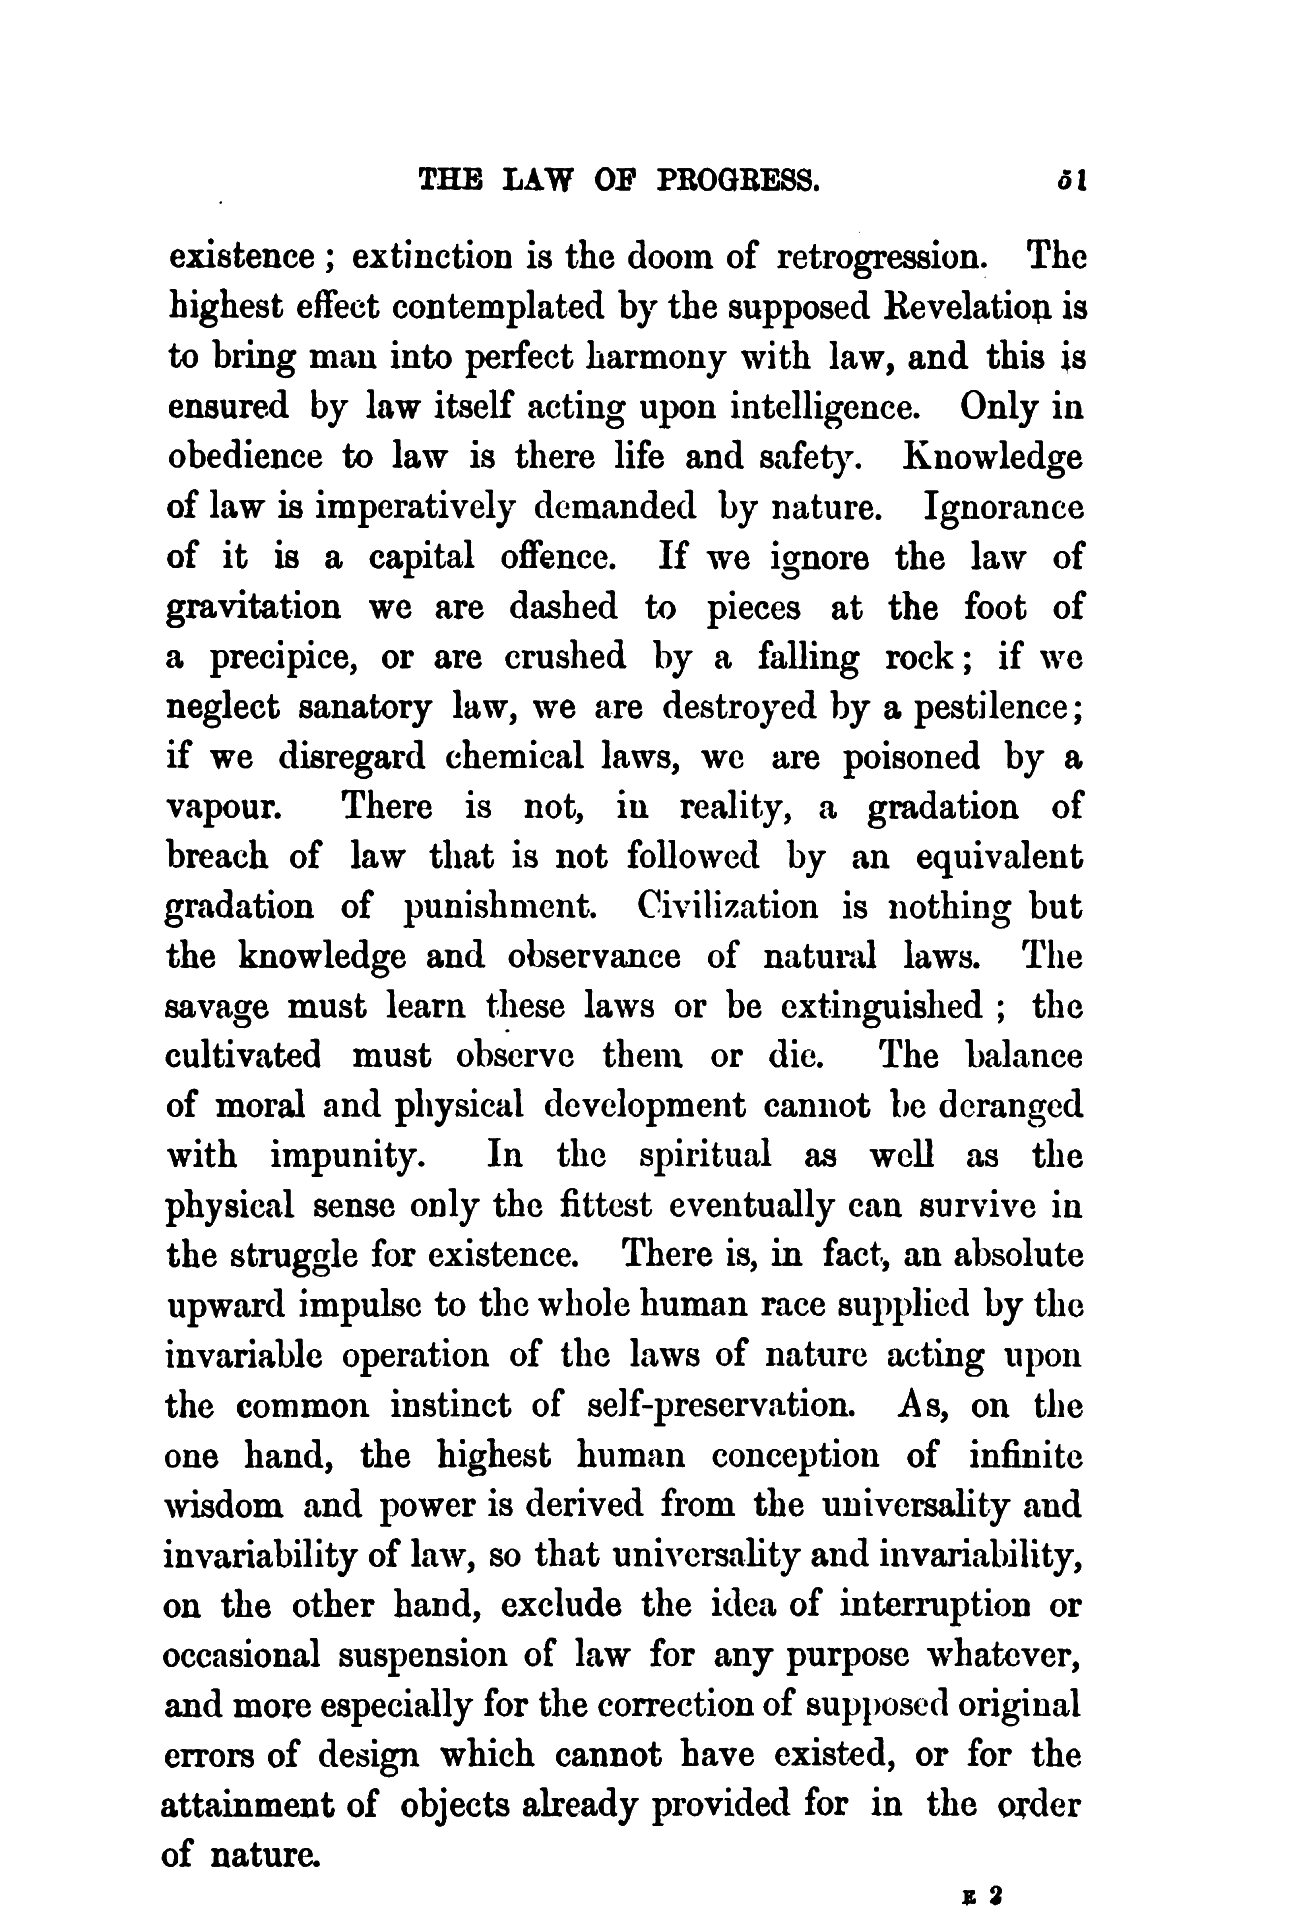 THE LAW OF PROGRESS. 51
existence ; extinction is the doom of retrogression. The
highest effect contemplated by the supposed Revelation is
to bring man into perfect harmony with law, and this is
ensured by law itself acting upon intelligence. Only in
obedience to law is there life and safety. Knowledge
of law is imperatively demanded by nature. Ignorance
of it is a capital offence. If we ignore the law of
gravitation we are dashed to pieces at the foot of
a precipice, or are crushed by a falling rock; if we
neglect sanatory law, we are destroyed by a pestilence;
if we disregard chemical laws, we are poisoned by a
vapour. There is not, in reality, a gradation of
breach of law that is not followed by an equivalent
gradation of punishment. Civilization is nothing but
the knowledge and observance of natural laws. The
savage must learn these laws or be extinguished ; the
cultivated must observe them or die. The balance
of moral and physical development cannot be deranged
with impunity. In the spiritual as well as the
physical sense only the fittest eventually can survive in
the struggle for existence. There is, in fact, an absolute
upward impulse to the whole human race supplied by the
invariable operation of the laws of nature acting upon
the common instinct of self-preservation. As, on the
one hand, the highest human conception of infinite
wisdom and power is derived from the universality and
invariability of law, so that universality and invariability,
on the other hand, exclude the idea of interruption or
occasional suspension of law for any purpose whatever,
and more especially for the correction of supposed original
errors of design which cannot have existed, or for the
attainment of objects already provided for in the order
of nature.
E 2